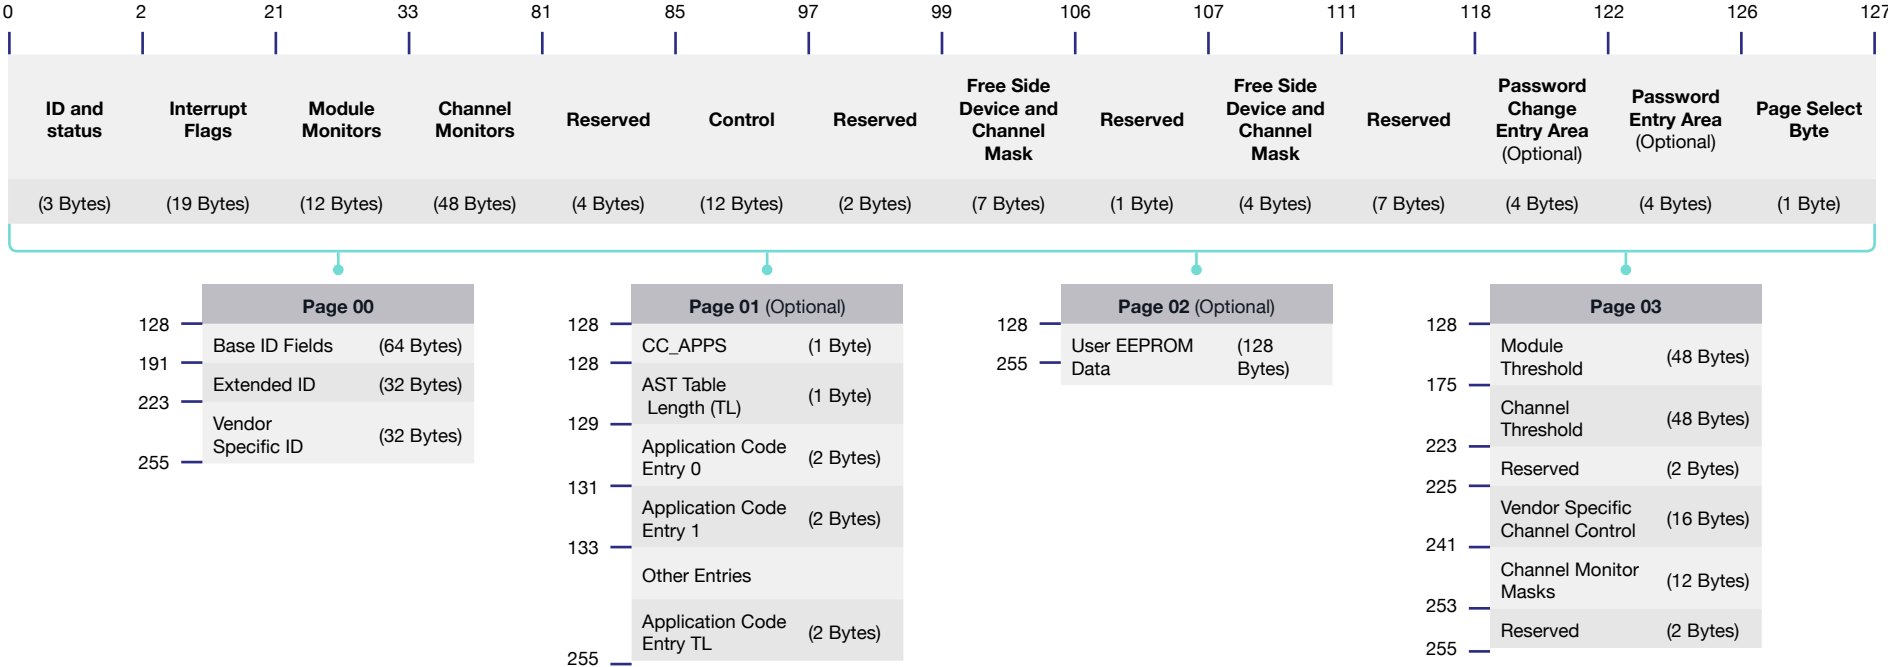 0 2 21 33 81 85 97 99 106 107 111 118 122 126 127
ID and
status
Interrupt
Flags
Module
Monitors
Channel
Monitors
Reserved
Control
Reserved
Free Side
Device and
Channel
Mask
Reserved
Free Side
Device and
Channel
Mask
Reserved
Password
Change
Entry Area
(Optional)
Password
Entry Area
(Optional)
Page Select
Byte
(3 Bytes) (19 Bytes) (12 Bytes) (48 Bytes) (4 Bytes) (12 Bytes) (2 Bytes) (7 Bytes) (1 Byte) (4 Bytes) (7 Bytes) (4 Bytes) (4 Bytes) (1 Byte)
Page 00
128
Base ID Fields (64 Bytes)
191
Extended ID (32 Bytes)
223
Vendor
Specific ID
(32 Bytes)
255
Page 01 (Optional)
128
CC_APPS (1 Byte)
128
AST Table
Length (TL)
(1 Byte)
129
Application Code
Entry 0
(2 Bytes)
131
Application Code
Entry 1
(2 Bytes)
133
Other Entries
Application Code
Entry TL
(2 Bytes)
255
Page 02 (Optional)
128
User EEPROM
Data
(128
Bytes)
255
Page 03
128
Module
Threshold
(48 Bytes)
175
Channel
Threshold
(48 Bytes)
223
Reserved (2 Bytes)
225
Vendor Specific
Channel Control
(16 Bytes)
241
Channel Monitor
Masks
(12 Bytes)
253
Reserved (2 Bytes)
255